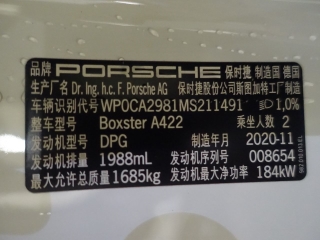 品牌 PORSCHE 保时捷 制造国 德国
生产厂名 Dr. Ing. h.c. F. Porsche AG 保时捷股份公司斯图加特工厂制造
车辆识别代号 WP0CA2981MS211491 1,0%
整车型号 Boxster A422 乘坐人数 2
发动机型号 DPG 制造年月 2020-11
发动机排量 1988mL 发动机号 008654
最大允许总质量 1685kg 发动机最大净功率 184kW